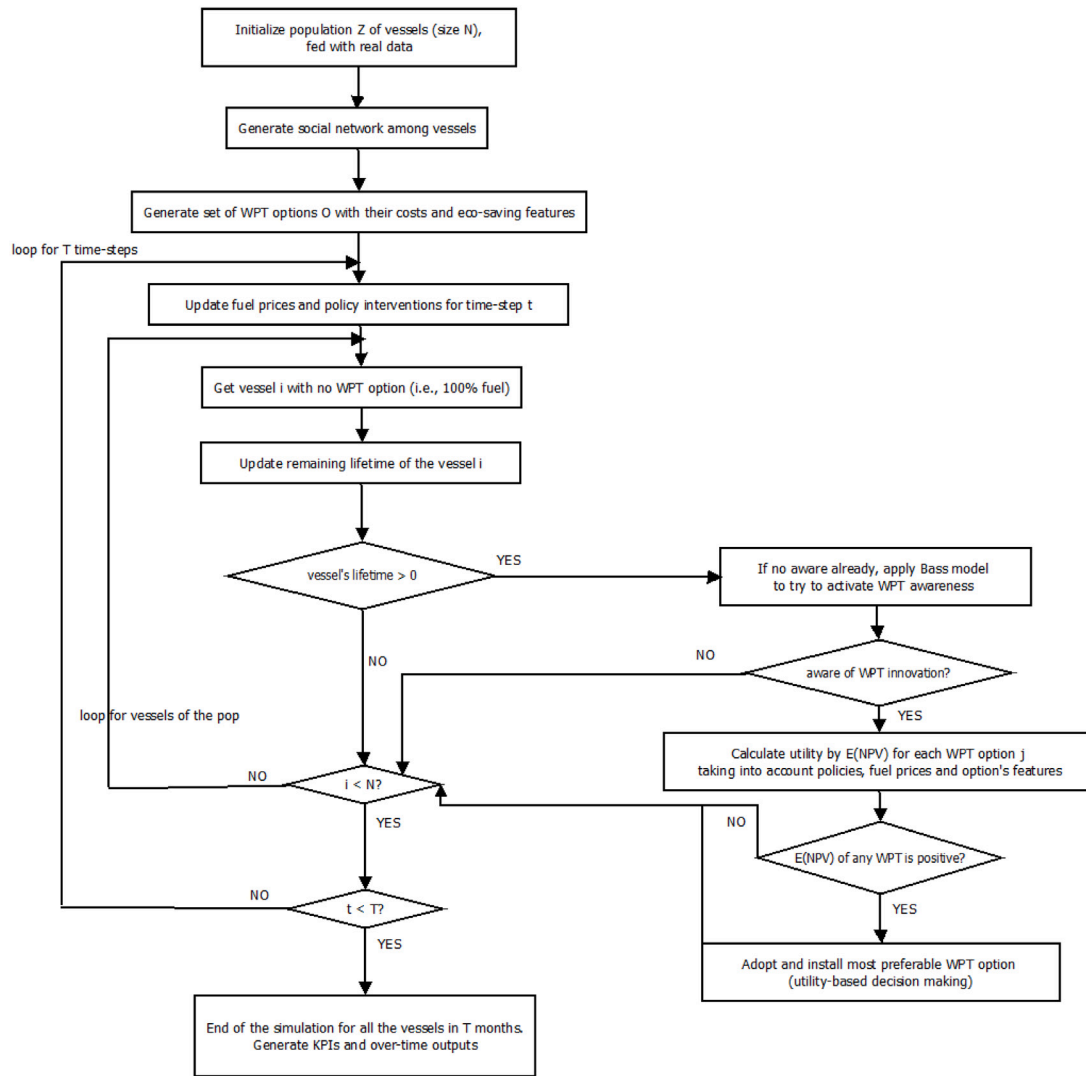 Initialize population Z of vessels (size N),
fed with real data
Generate social network among vessels
Generate set of WPT options O with their costs and eco-saving features
loop for T time-steps
Update fuel prices and policy interventions for time-step t
Get vessel i with no WPT option (i.e., 100% fuel)
Update remaining lifetime of the vessel i
vessel's lifetime > 0
YES
If no aware already, apply Bass model
to try to activate WPT awareness
NO
NO
aware of WPT innovation?
YES
loop for vessels of the pop
Calculate utility by E(NPV) for each WPT option j
taking into account policies, fuel prices and option's features
NO
i < N?
YES
NO
E(NPV) of any WPT is positive?
YES
NO
t < T?
YES
Adopt and install most preferable WPT option
(utility-based decision making)
End of the simulation for all the vessels in T months.
Generate KPIs and over-time outputs